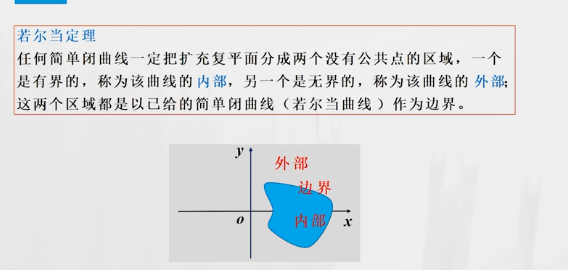 若尔当定理
任何简单闭曲线一定把扩充复平面分成两个没有公共点的区域，一个
是有界的，称为该曲线的内部，另一个是无界的，称为该曲线的 外部;
这两个区域都是以已给的简单闭曲线（若尔当曲线）作为边界。
y
外部
边界
内部
o
x